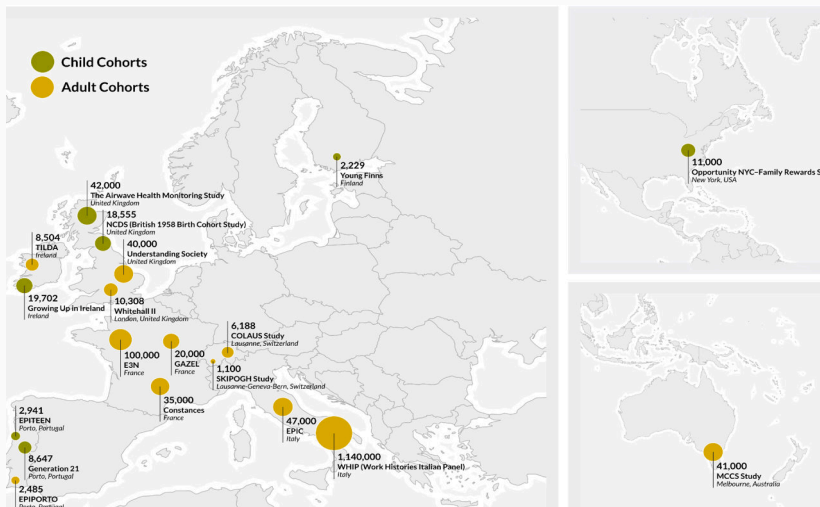 Child Cohorts
Adult Cohorts
2,229
Young Finns
Finland
42,000
The Airwave Health Monitoring Study
United Kingdom
18,555
NCDS (British 1958 Birth Cohort Study)
United Kingdom
8,504
TILDA
Ireland
40,000
Understanding Society
United Kingdom
19,702
Growing Up in Ireland
Ireland
10,308
Whitehall II
London, United Kingdom
6,188
COLAUS Study
Lausanne, Switzerland
100,000
E3N
France
20,000
GAZEL
France
1,100
SKIPOGH Study
Lausanne-Geneva-Bern, Switzerland
35,000
Constances
France
2,941
EPITEEN
Porto, Portugal
47,000
EPIC
Italy
8,647
Generation 21
Porto, Portugal
1,140,000
WHIP (Work Histories Italian Panel)
Italy
2,485
EPIPORTO
Porto, Portugal
11,000
Opportunity NYC–Family Rewards S
New York, USA
41,000
MCCS Study
Melbourne, Australia